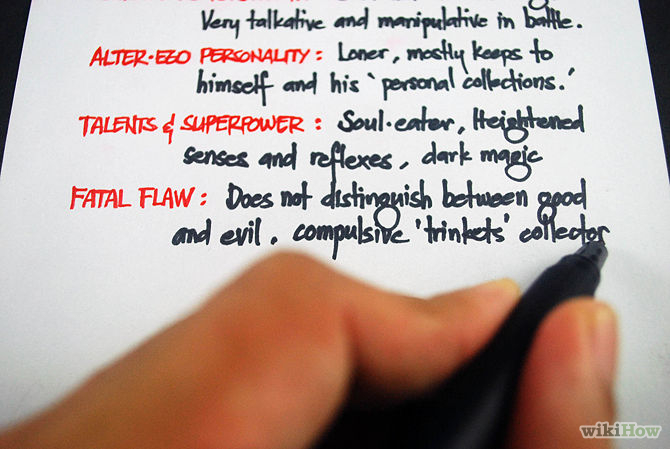 Very talkative and manipulative in battle.
ALTER-EGO PERSONALITY: Loner, mostly keeps to
himself and his 'personal collections.'
TALENTS & SUPERPOWER: Soul-eater, Heightened
senses and reflexes, dark magic
FATAL FLAW: Does not distinguish between good
and evil. compulsive 'trinkets' collector
wikiHow